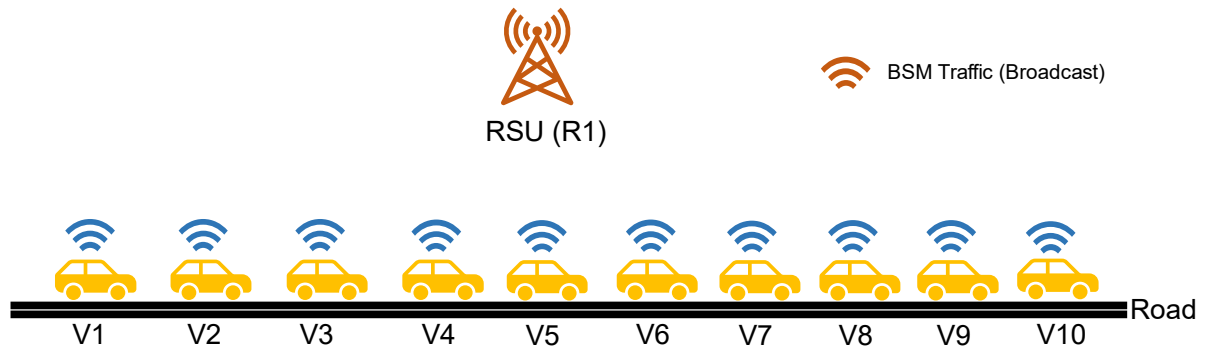 BSM Traffic (Broadcast)
RSU (R1)
Road
V1 V2 V3 V4 V5 V6 V7 V8 V9 V10